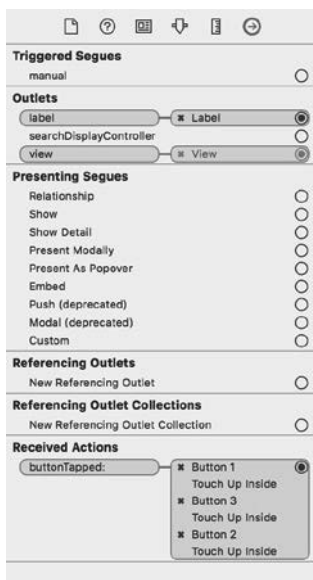 Triggered Segues
manual
Outlets
label × Label
searchDisplayController
view × View
Presenting Segues
Relationship
Show
Show Detail
Present Modally
Present As Popover
Embed
Push (deprecated)
Modal (deprecated)
Custom
Referencing Outlets
New Referencing Outlet
Referencing Outlet Collections
New Referencing Outlet Collection
Received Actions
buttonTapped: × Button 1
Touch Up Inside
× Button 3
Touch Up Inside
× Button 2
Touch Up Inside